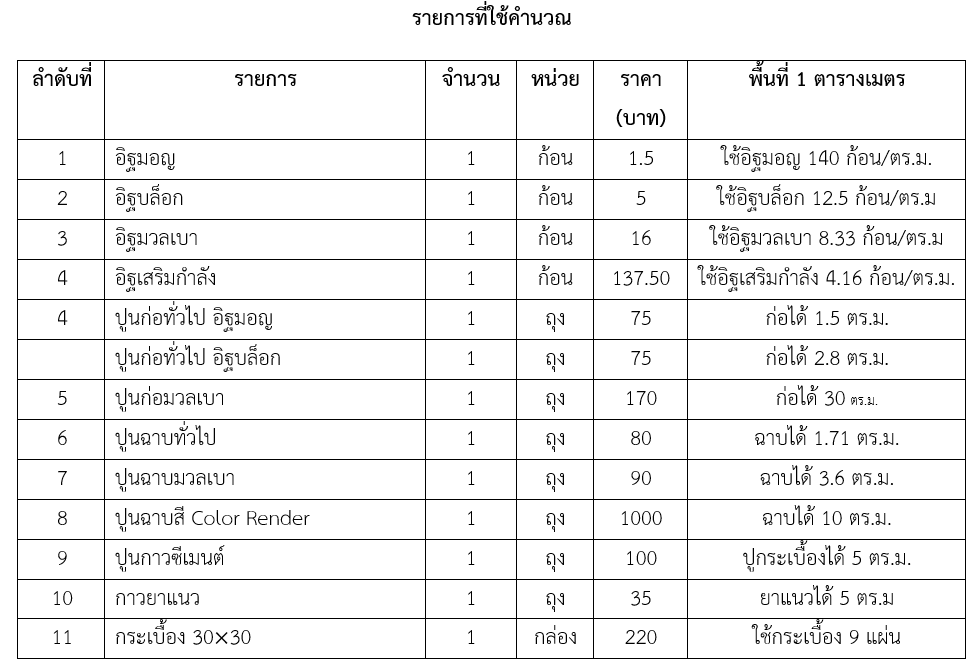 รายการที่ใช้คำนวณ
ลำดับที่ รายการ จำนวน หน่วย ราคา (บาท) พื้นที่ 1 ตารางเมตร
1 อิฐมอญ 1 ก้อน 1.5 ใช้อิฐมอญ 140 ก้อน/ตร.ม.
2 อิฐบล็อก 1 ก้อน 5 ใช้อิฐบล็อก 12.5 ก้อน/ตร.ม
3 อิฐมวลเบา 1 ก้อน 16 ใช้อิฐมวลเบา 8.33 ก้อน/ตร.ม
4 อิฐเสริมกำลัง 1 ก้อน 137.50 ใช้อิฐเสริมกำลัง 4.16 ก้อน/ตร.ม.
4 ปูนก่อทั่วไป อิฐมอญ 1 ถุง 75 ก่อได้ 1.5 ตร.ม.
ปูนก่อทั่วไป อิฐบล็อก 1 ถุง 75 ก่อได้ 2.8 ตร.ม.
5 ปูนก่อมวลเบา 1 ถุง 170 ก่อได้ 30 ตร.ม.
6 ปูนฉาบทั่วไป 1 ถุง 80 ฉาบได้ 1.71 ตร.ม.
7 ปูนฉาบมวลเบา 1 ถุง 90 ฉาบได้ 3.6 ตร.ม.
8 ปูนฉาบสี Color Render 1 ถุง 1000 ฉาบได้ 10 ตร.ม.
9 ปูนกาวซีเมนต์ 1 ถุง 100 ปูกระเบื้องได้ 5 ตร.ม.
10 กาวยาแนว 1 ถุง 35 ยาแนวได้ 5 ตร.ม
11 กระเบื้อง 30×30 1 กล่อง 220 ใช้กระเบื้อง 9 แผ่น